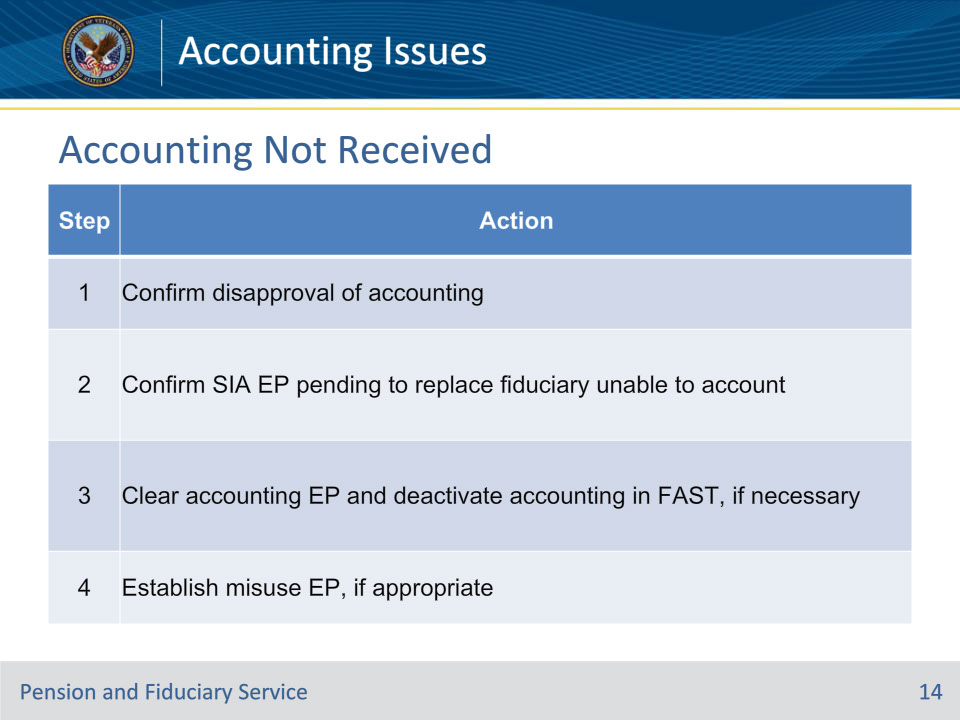 Accounting Issues
Accounting Not Received
Step Action
1 Confirm disapproval of accounting
2 Confirm SIA EP pending to replace fiduciary unable to account
3 Clear accounting EP and deactivate accounting in FAST, if necessary
4 Establish misuse EP, if appropriate
Pension and Fiduciary Service 14